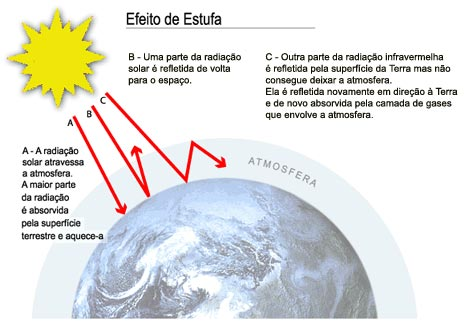 Efeito de Estufa
B - Uma parte da radiação
solar é refletida de volta
para o espaço.
C - Outra parte da radiação infravermelha
é refletida pela superfície da Terra mas não
consegue deixar a atmosfera.
Ela é refletida novamente em direção à Terra
e de novo absorvida pela camada de gases
que envolve a atmosfera.
C
B
A
A - A radiação
solar atravessa
a atmosfera.
A maior parte
da radiação
é absorvida
pela superfície
terrestre e aquece-a
ATMOSFERA